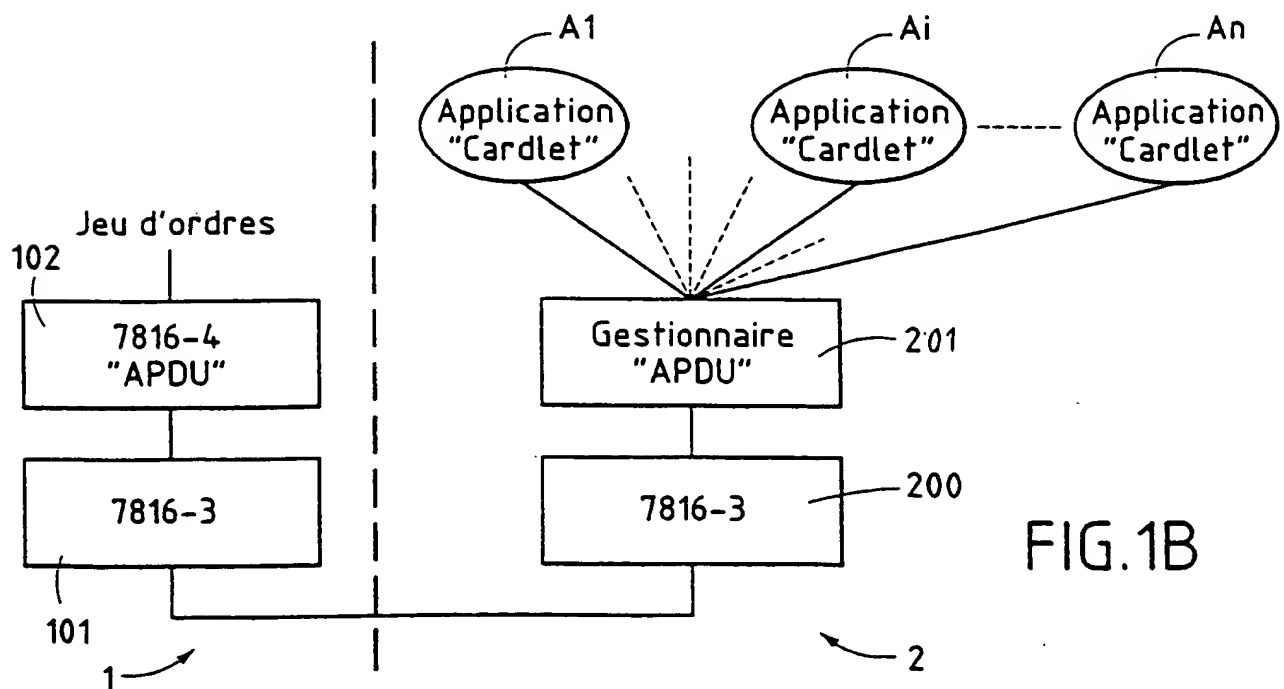 A1
Ai
An
Application
"Cardlet"
Application
"Cardlet"
Application
"Cardlet"
Jeu d'ordres
102
7816-4
"APDU"
Gestionnaire
"APDU"
201
7816-3
101
7816-3
200
FIG.1B
1
2